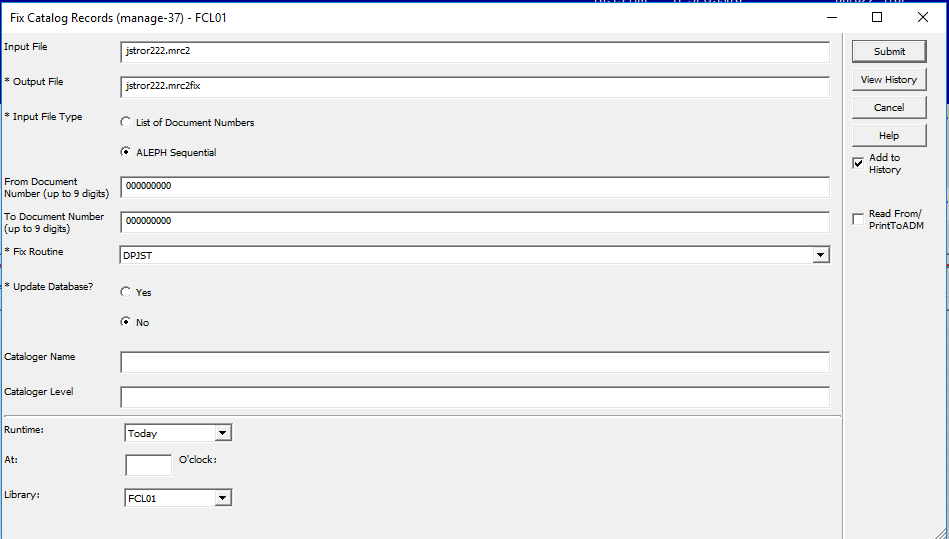 Fix Catalog Records (manage-37) - FCL01
Input File
jstror222.mrc2
Submit
* Output File
jstror222.mrc2fix
View History
* Input File Type
List of Document Numbers
Cancel
ALEPH Sequential
Help
Add to
History
From Document
Number (up to 9 digits)
000000000
To Document Number
(up to 9 digits)
000000000
Read From/
PrintToADM
* Fix Routine
DPJST
* Update Database?
Yes
No
Cataloger Name
Cataloger Level
Runtime:
Today
At:
O'clock:
Library:
FCL01